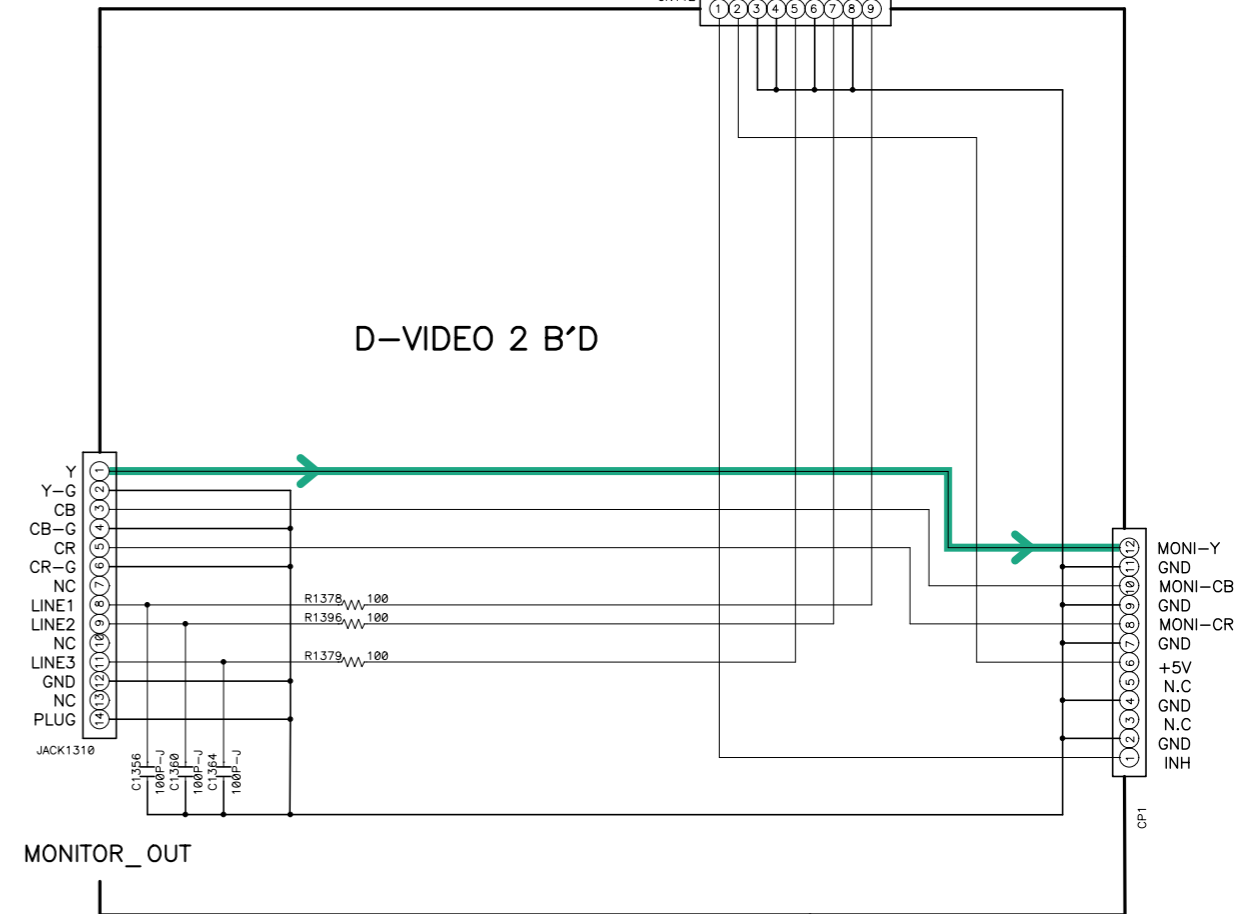 1 2 3 4 5 6 7 8 9
D-VIDEO 2 B'D
Y 1
Y-G 2
CB 3
CB-G 4
CR 5
CR-G 6
NC 7
LINE1 8
LINE2 9
NC 10
LINE3 11
GND 12
NC 13
PLUG 14
JACK1310
R1378 100
R1396 100
R1379 100
C1356
100P-J
C1360
100P-J
C1364
100P-J
12 MONI-Y
11 GND
10 MONI-CB
9 GND
8 MONI-CR
7 GND
6 +5V
5 N.C
4 GND
3 N.C
2 GND
1 INH
CP1
MONITOR_OUT